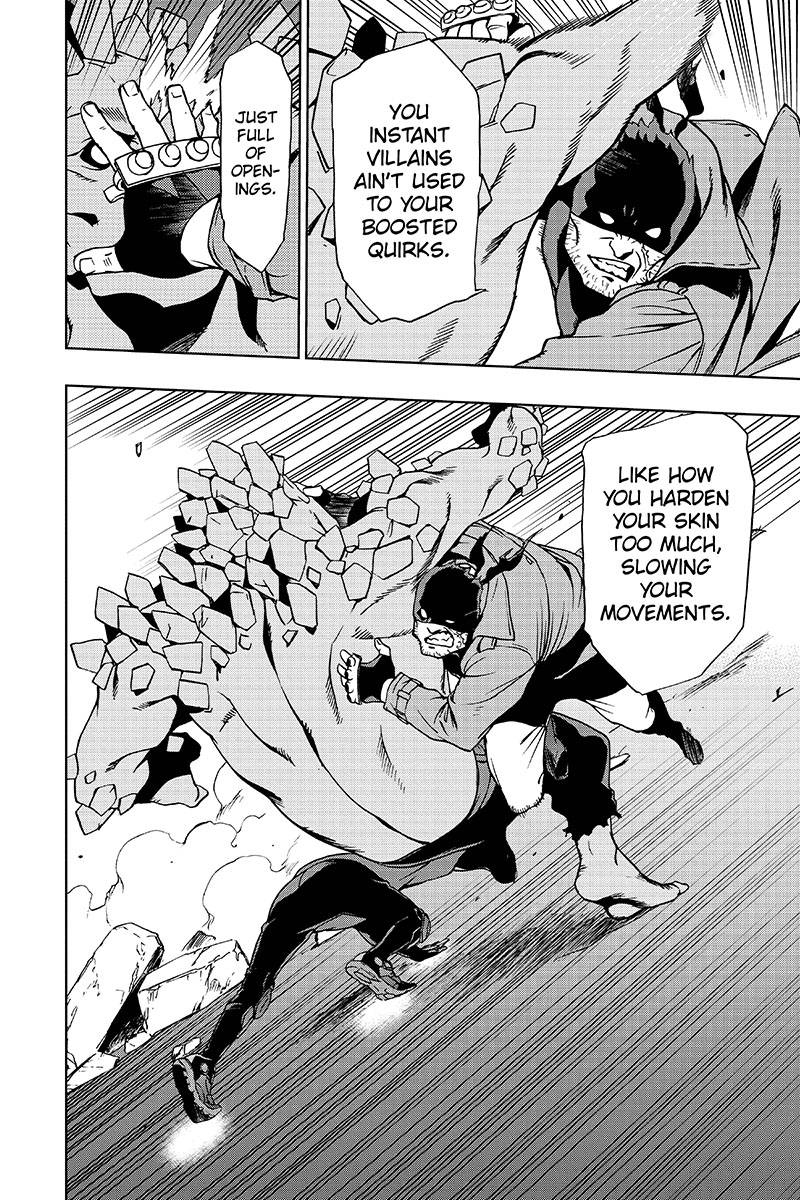 YOU
INSTANT
VILLAINS
AIN'T USED
TO YOUR
BOOSTED
QUIRKS.
JUST
FULL
OF
OPEN-
INGS.
LIKE HOW
YOU HARDEN
YOUR SKIN
TOO MUCH,
SLOWING
YOUR
MOVEMENTS.